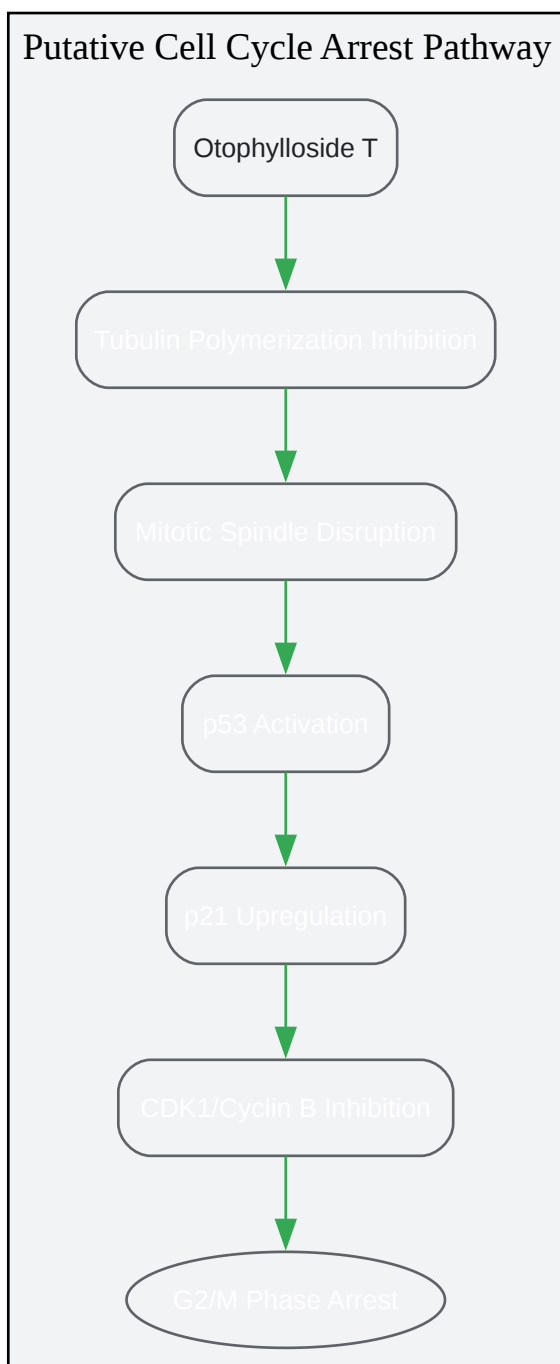 Putative Cell Cycle Arrest Pathway
Otophylloside T
Tubulin Polymerization Inhibition
Mitotic Spindle Disruption
p53 Activation
p21 Upregulation
CDK1/Cyclin B Inhibition
G2/M Phase Arrest